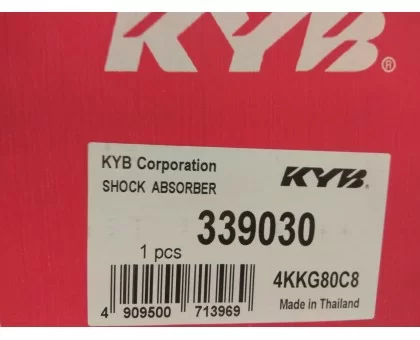 KYB®
KYB Corporation
KYB®
SHOCK ABSORBER
339030
1 pcs
4KKG80C8
4 909500 713969
Made in Thailand